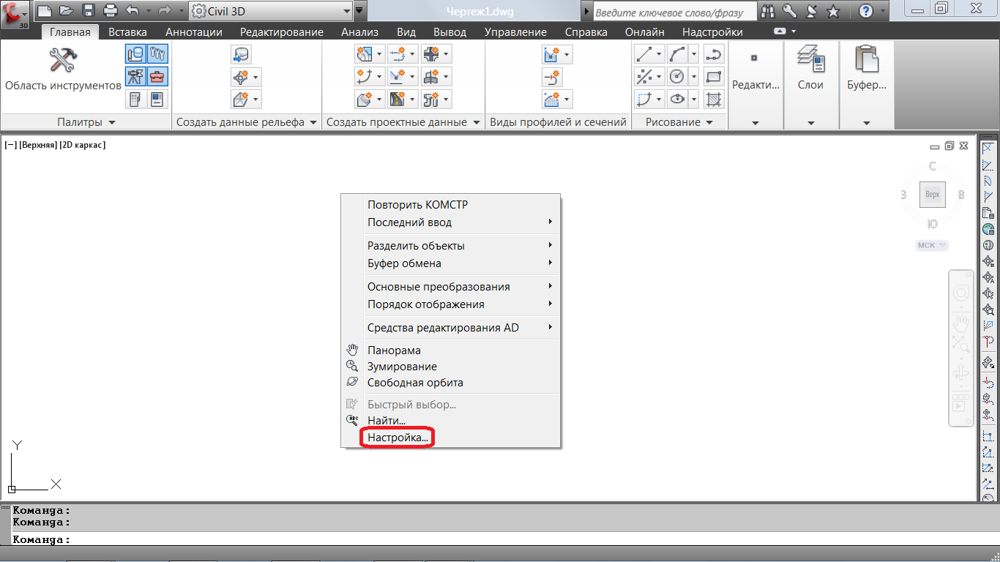 3D
Civil 3D
Чертеж1.dwg
Введите ключевое слово/фразу
Главная Вставка Аннотации Редактирование Анализ Вид Вывод Управление Справка Онлайн Надстройки
Область инструментов
Редакти... Слои Буфер...
Палитры Создать данные рельефа Создать проектные данные Виды профилей и сечений Рисование
[−] [Верхняя] [2D каркас]
С
З Верх В
Ю
МСК
Повторить КОМСТР
Последний ввод
Разделить объекты
Буфер обмена
Основные преобразования
Порядок отображения
Средства редактирования AD
Панорама
Зумирование
Свободная орбита
Быстрый выбор...
ABC
Найти...
Настройка...
Y
X
Команда:
Команда:
Команда: